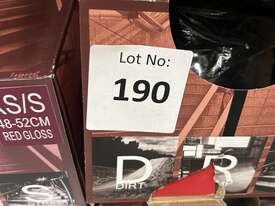 Lot No:
190
S/S
48-52CM
RED GLOSS
S
D
DIRT
R